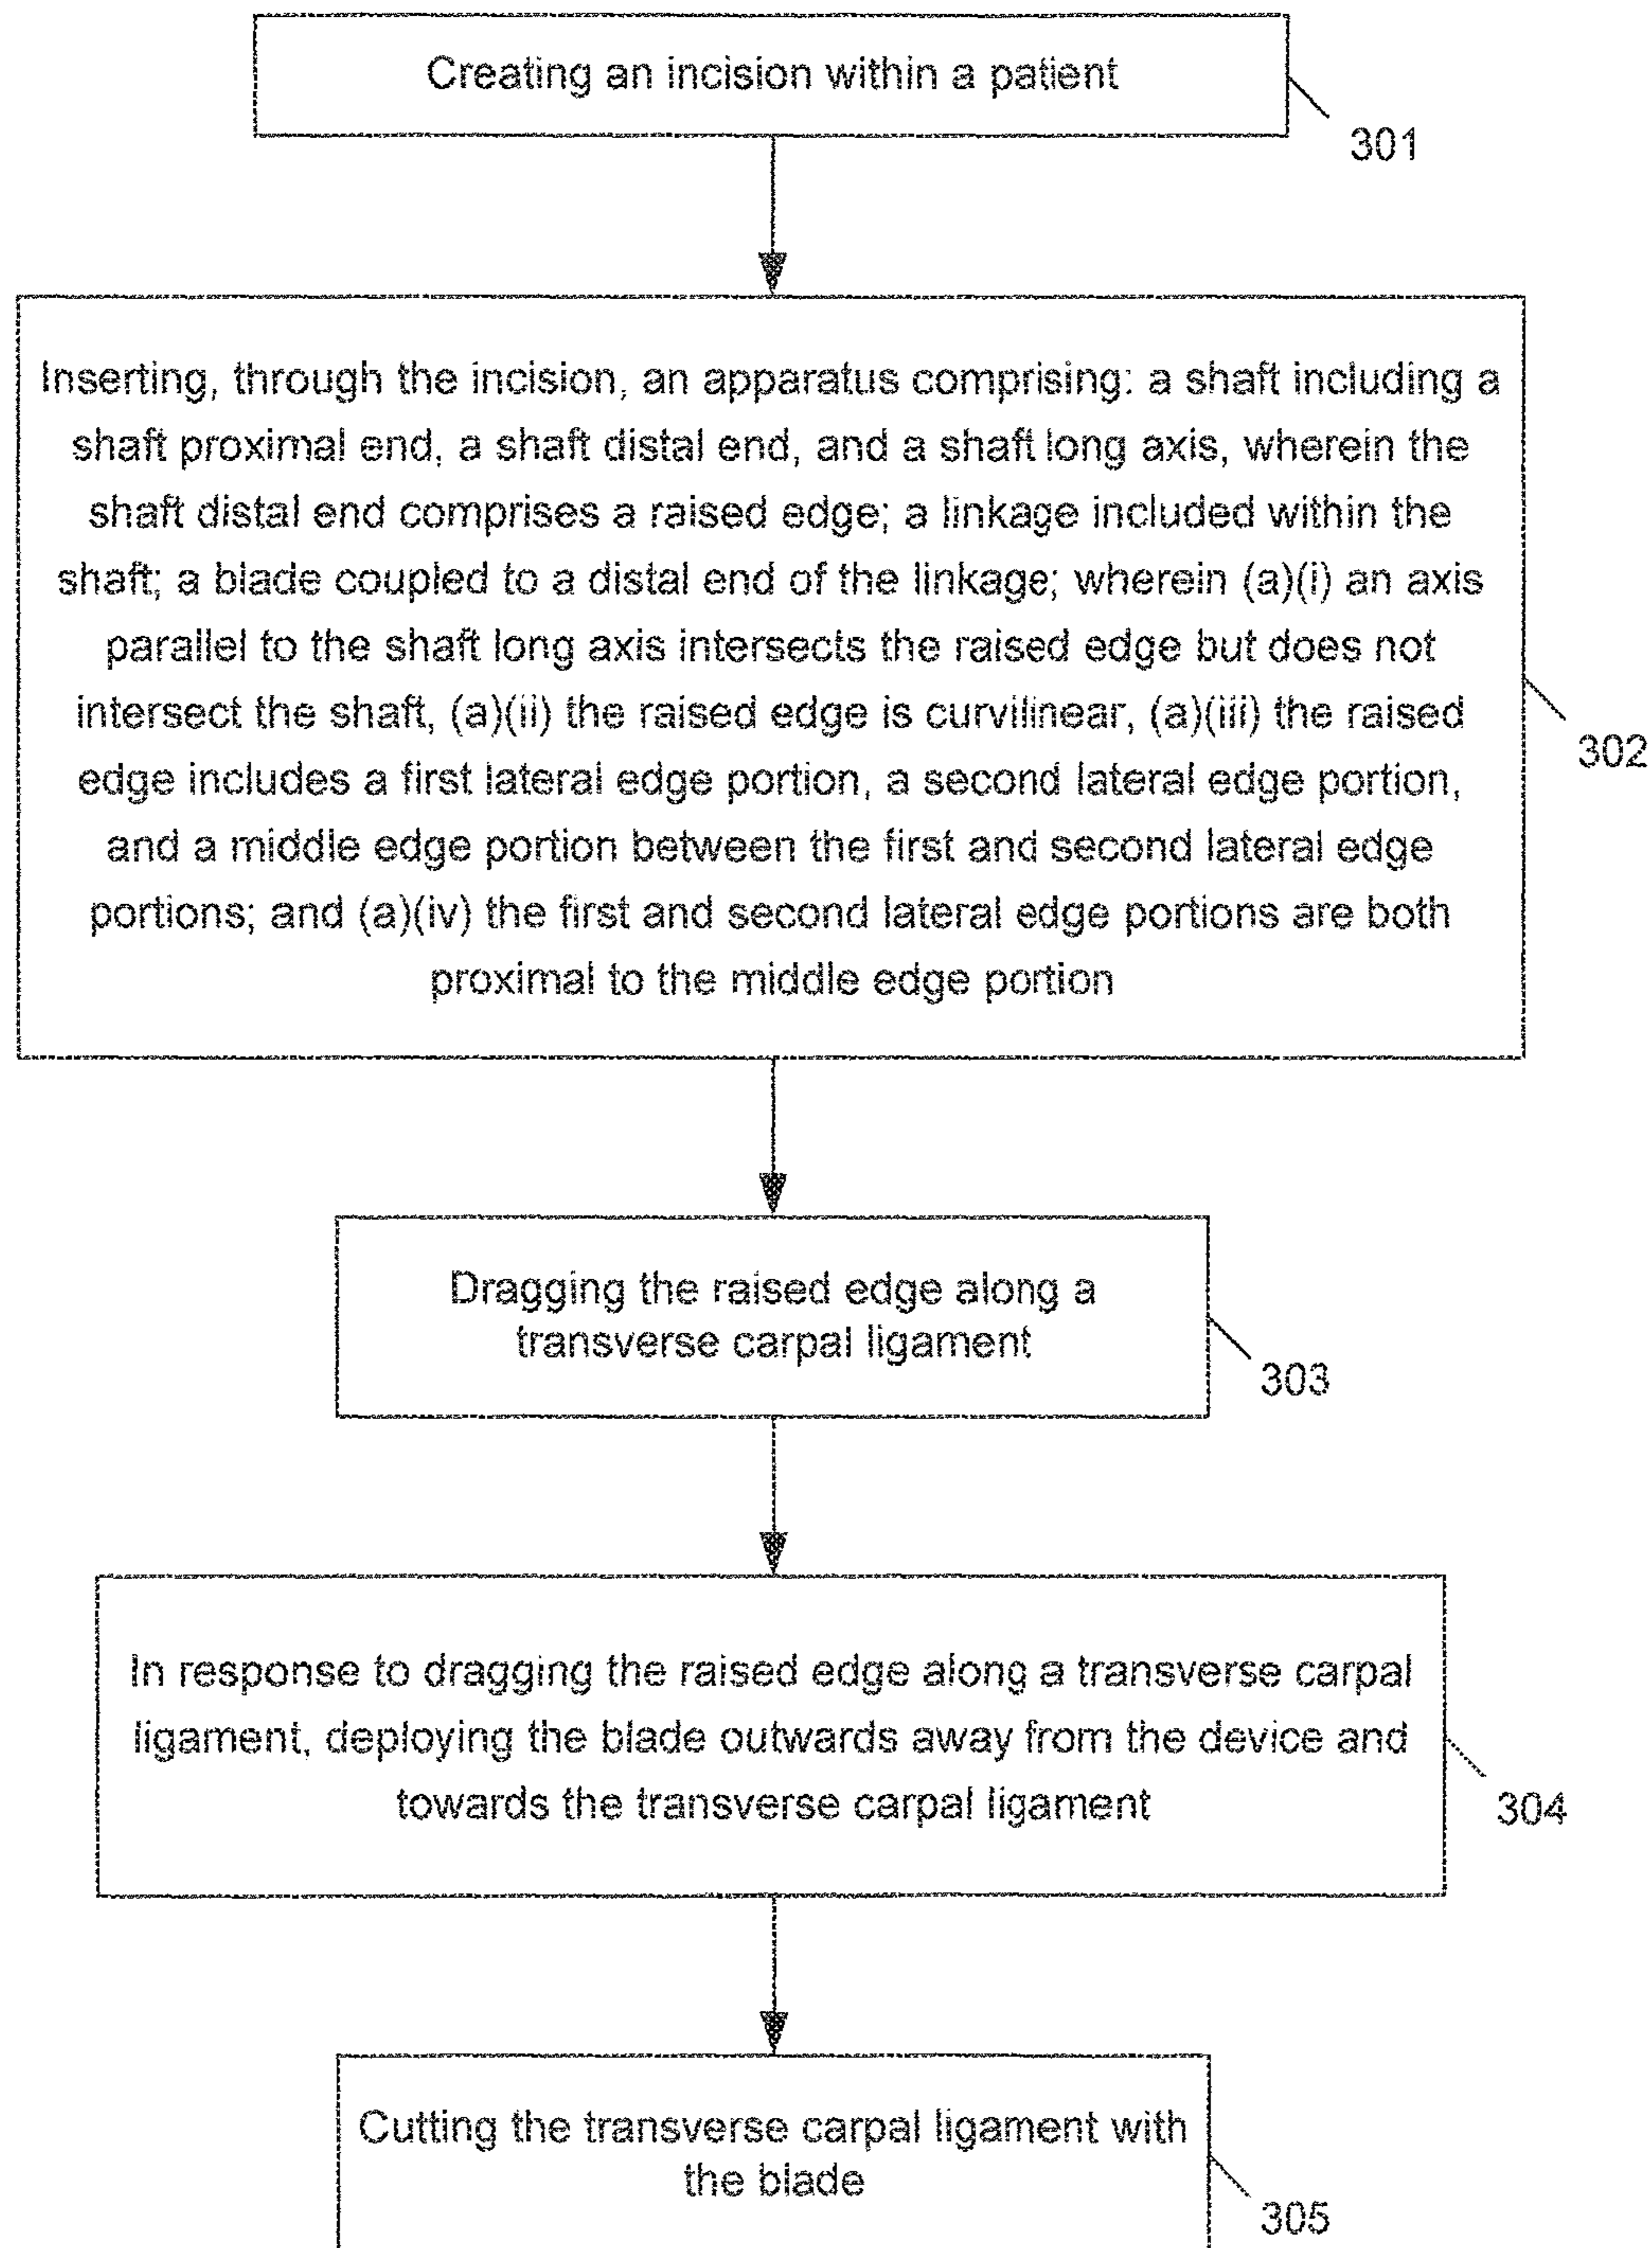 Creating an incision within a patient
301
Inserting, through the incision, an apparatus comprising: a shaft including a
shaft proximal end, a shaft distal end, and a shaft long axis, wherein the
shaft distal end comprises a raised edge; a linkage included within the
shaft; a blade coupled to a distal end of the linkage; wherein (a)(i) an axis
parallel to the shaft long axis intersects the raised edge but does not
intersect the shaft, (a)(ii) the raised edge is curvilinear, (a)(iii) the raised
edge includes a first lateral edge portion, a second lateral edge portion,
and a middle edge portion between the first and second lateral edge
portions; and (a)(iv) the first and second lateral edge portions are both
proximal to the middle edge portion
302
Dragging the raised edge along a
transverse carpal ligament
303
In response to dragging the raised edge along a transverse carpal
ligament, deploying the blade outwards away from the device and
towards the transverse carpal ligament
304
Cutting the transverse carpal ligament with
the blade
305